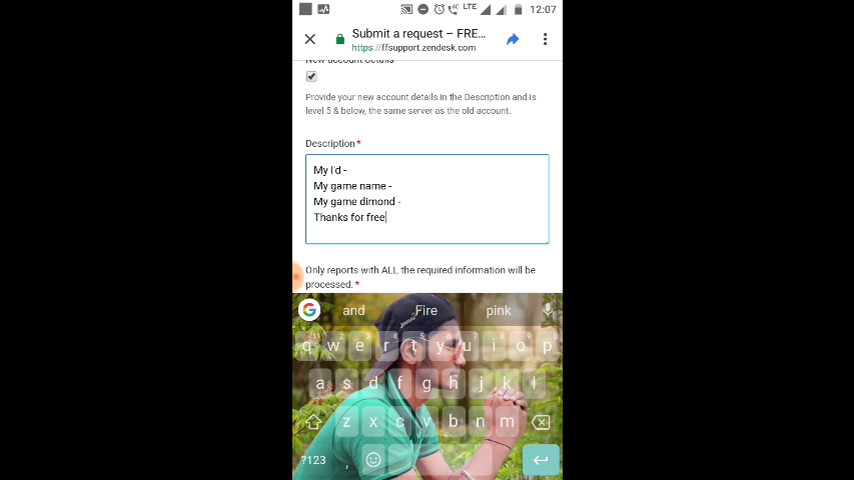 LTE 12:07
Submit a request – FRE...
https://ffsupport.zendesk.com
New account details
Provide your new account details in the Description and is
level 5 & below, the same server as the old account.
Description *
My I'd -
My game name -
My game dimond -
Thanks for free
Only reports with ALL the required information will be
processed. *
and Fire pink
q w e r t y u i o p
a s d f g h j k l
z x c v b n m
?123 ,